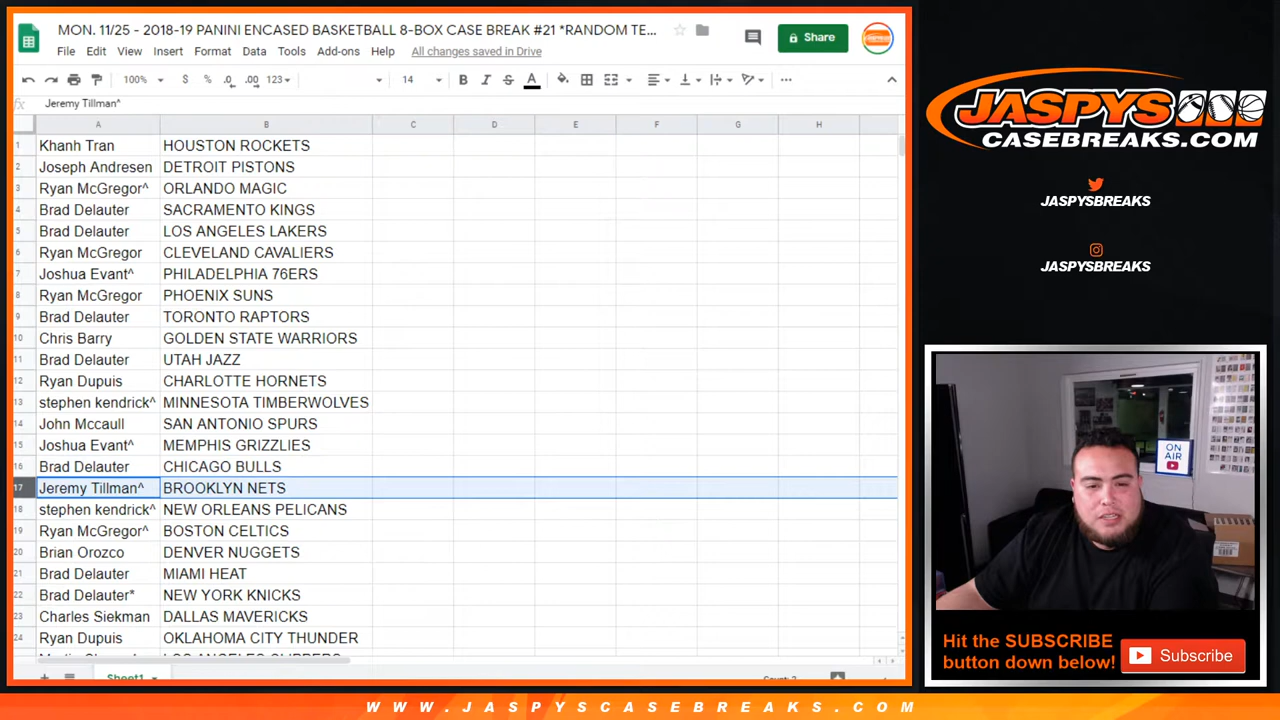 MON. 11/25 - 2018-19 PANINI ENCASED BASKETBALL 8-BOX CASE BREAK #21 *RANDOM TE...
File Edit View Insert Format Data Tools Add-ons Help All changes saved in Drive
Share
100% $ % .0 .00 123 14 B I S A
fx Jeremy Tillman^
A B C D E F G H
1 Khanh Tran HOUSTON ROCKETS
2 Joseph Andresen DETROIT PISTONS
3 Ryan McGregor^ ORLANDO MAGIC
4 Brad Delauter SACRAMENTO KINGS
5 Brad Delauter LOS ANGELES LAKERS
6 Ryan McGregor CLEVELAND CAVALIERS
7 Joshua Evant^ PHILADELPHIA 76ERS
8 Ryan McGregor PHOENIX SUNS
9 Brad Delauter TORONTO RAPTORS
10 Chris Barry GOLDEN STATE WARRIORS
11 Brad Delauter UTAH JAZZ
12 Ryan Dupuis CHARLOTTE HORNETS
13 stephen kendrick^ MINNESOTA TIMBERWOLVES
14 John Mccaull SAN ANTONIO SPURS
15 Joshua Evant^ MEMPHIS GRIZZLIES
16 Brad Delauter CHICAGO BULLS
17 Jeremy Tillman^ BROOKLYN NETS
18 stephen kendrick^ NEW ORLEANS PELICANS
19 Ryan McGregor^ BOSTON CELTICS
20 Brian Orozco DENVER NUGGETS
21 Brad Delauter MIAMI HEAT
22 Brad Delauter* NEW YORK KNICKS
23 Charles Siekman DALLAS MAVERICKS
24 Ryan Dupuis OKLAHOMA CITY THUNDER
LOS ANGELES CLIPPERS
Sheet1
JASPYS
CASEBREAKS.COM
JASPYSBREAKS
JASPYSBREAKS
ON
AIR
Hit the SUBSCRIBE
button down below!
Subscribe
WWW.JASPYSCASEBREAKS.COM